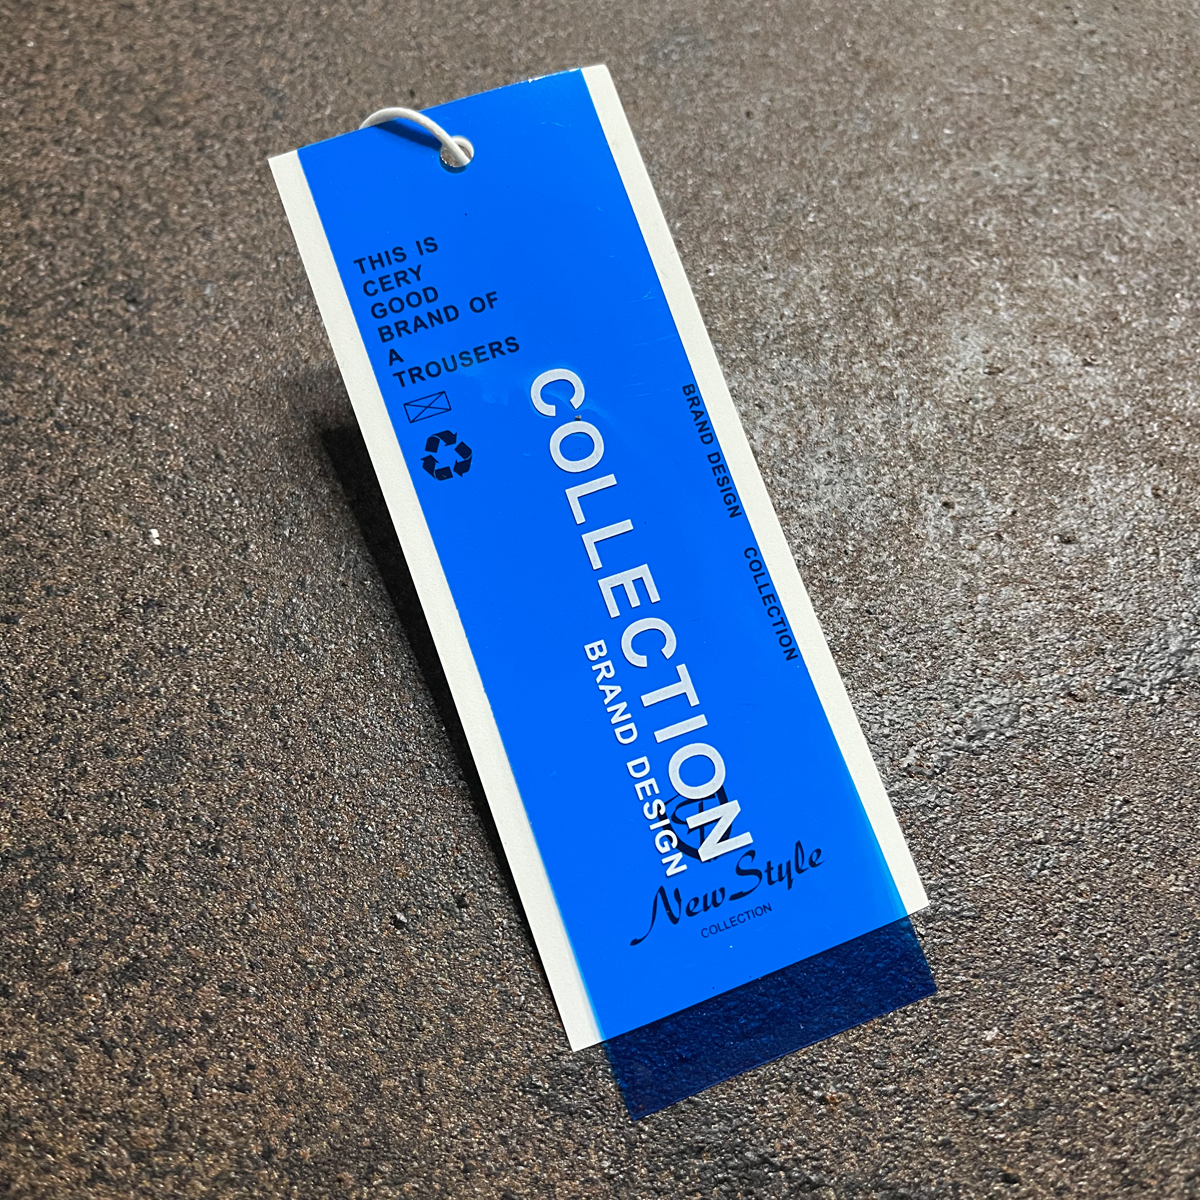 THIS IS
CERY
GOOD
BRAND OF
A
TROUSERS
COLLECTION
BRAND DESIGN
BRAND DESIGN COLLECTION
New Style
COLLECTION